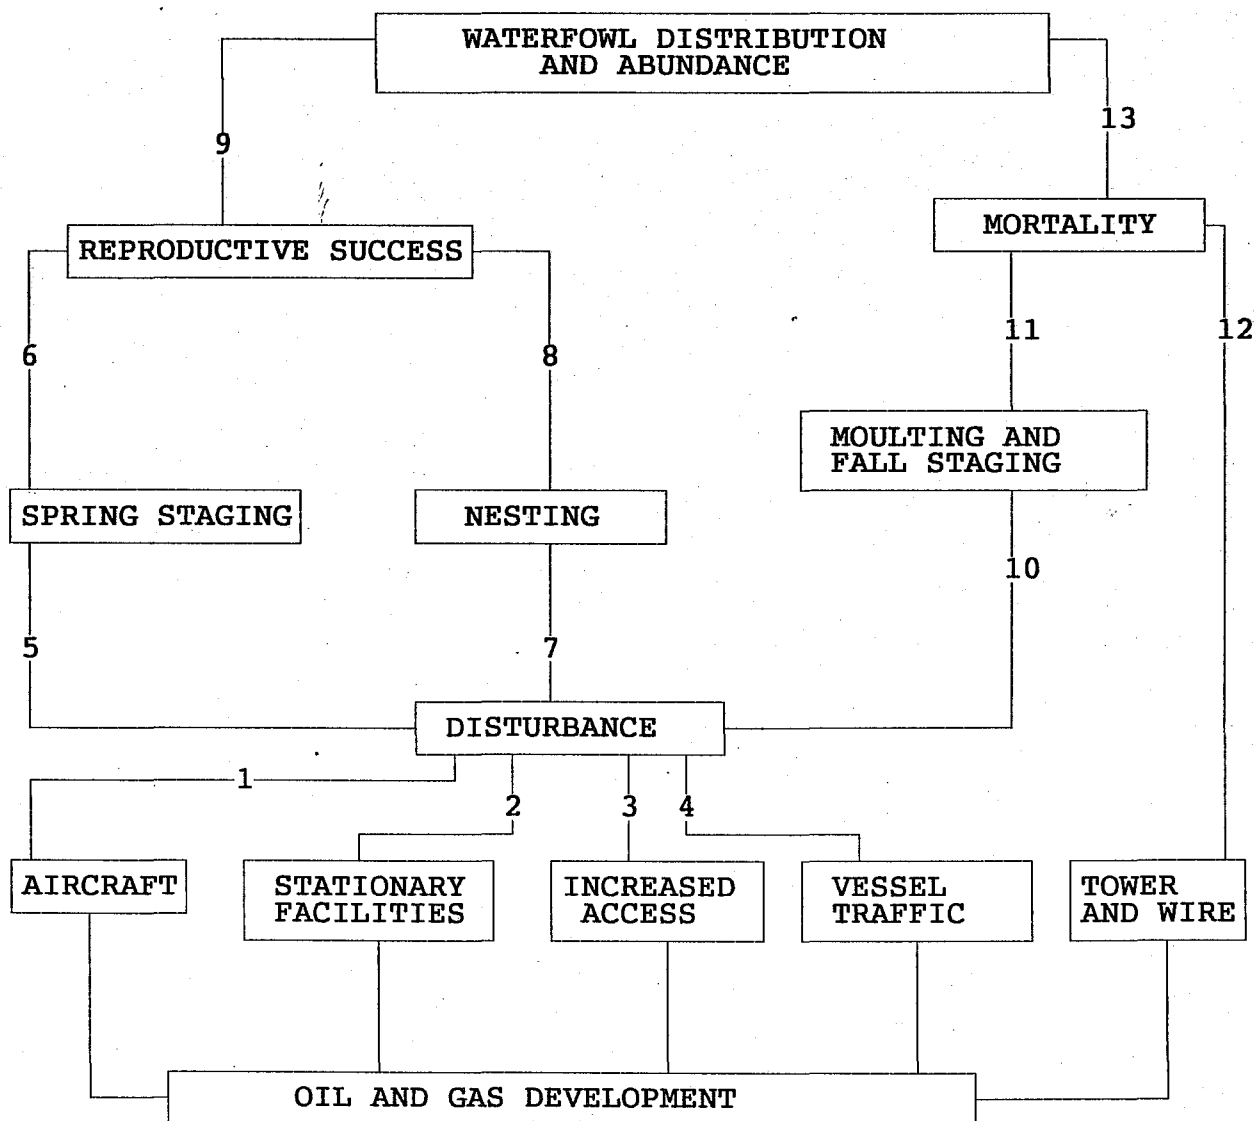 WATERFOWL DISTRIBUTION
AND ABUNDANCE
9
13
REPRODUCTIVE SUCCESS
MORTALITY
6
8
11
12
MOULTING AND
FALL STAGING
SPRING STAGING
NESTING
10
5
7
DISTURBANCE
1
2
3
4
AIRCRAFT
STATIONARY
FACILITIES
INCREASED
ACCESS
VESSEL
TRAFFIC
TOWER
AND WIRE
OIL AND GAS DEVELOPMENT